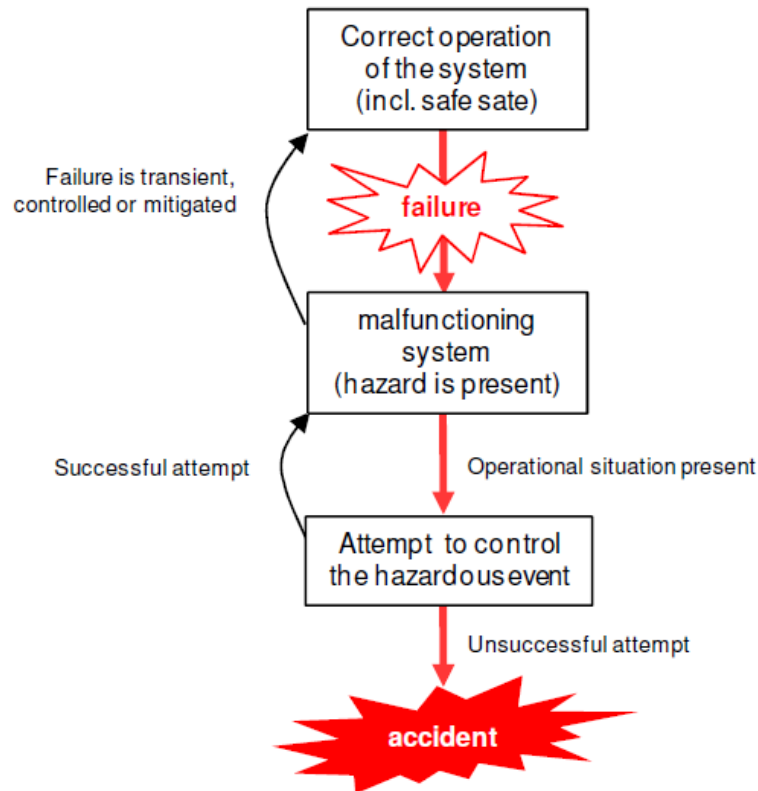 Correct operation
of the system
(incl. safe sate)
Failure is transient,
controlled or mitigated
failure
malfunctioning
system
(hazard is present)
Successful attempt
Operational situation present
Attempt to control
the hazardous event
Unsuccessful attempt
accident